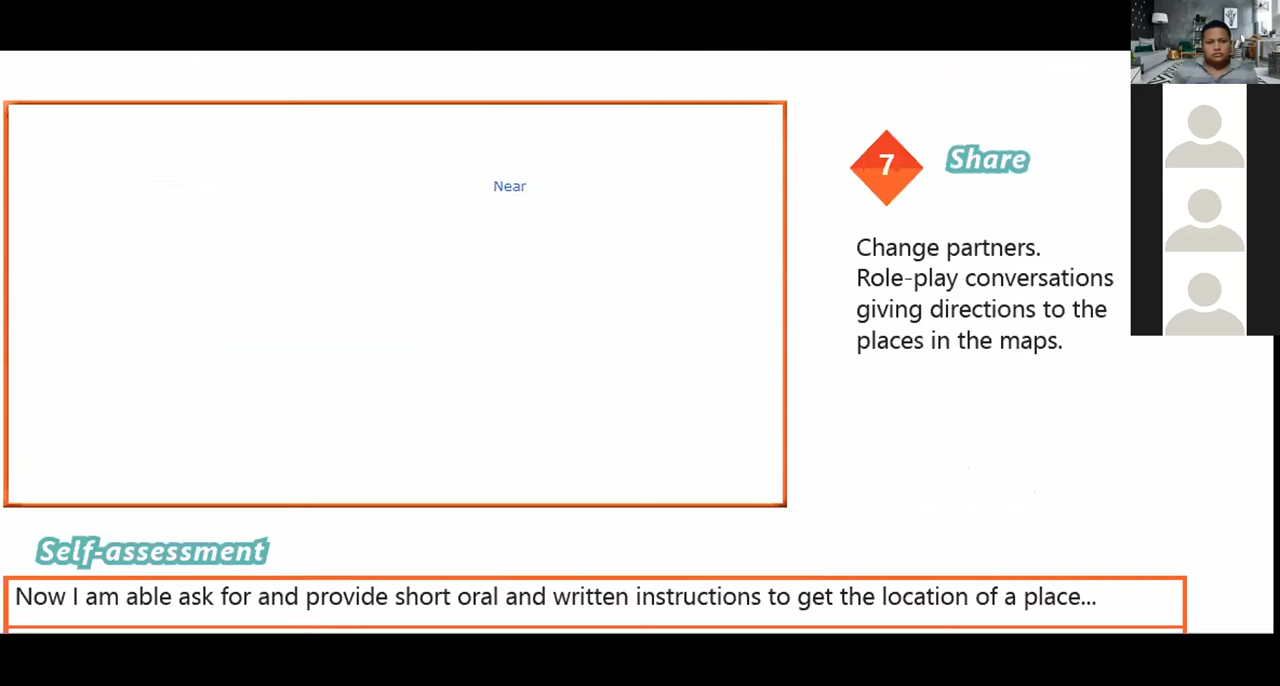 Near
7
Share
Change partners.
Role-play conversations
giving directions to the
places in the maps.
Self-assessment
Now I am able ask for and provide short oral and written instructions to get the location of a place...